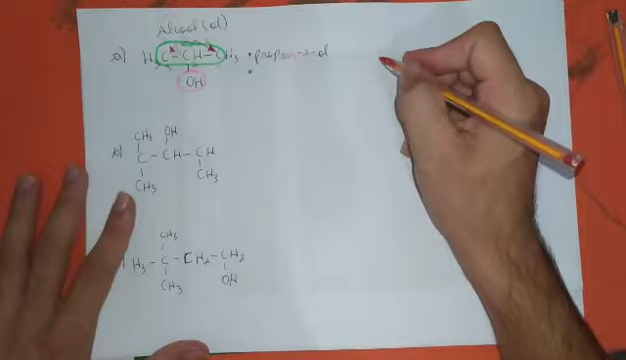 Alcool (ol)
a) H C - CH - CH3 • propan-2-ol
OH
CH3 OH
b) C - CH - CH
CH3 CH3
CH3
) H3 - C - CH2 - CH2
CH3 OH